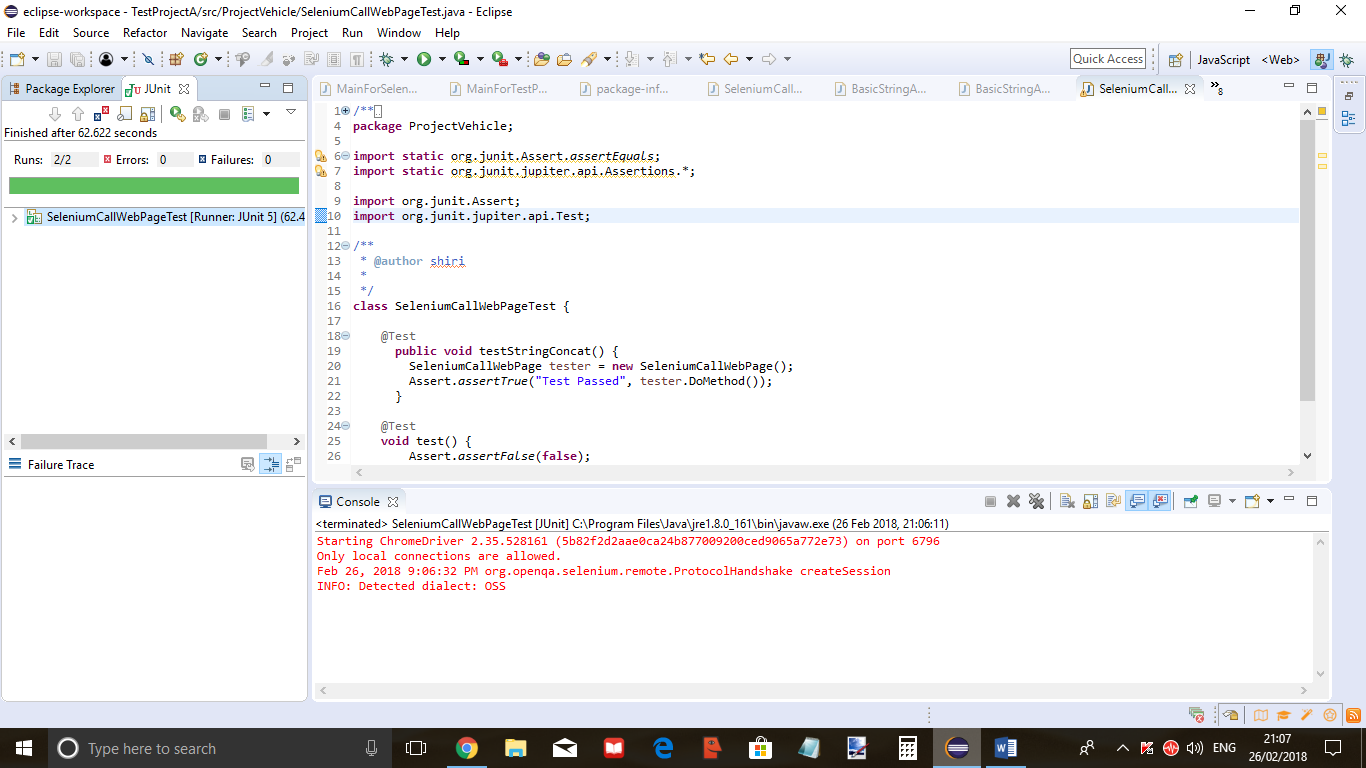 eclipse-workspace - TestProjectA/src/ProjectVehicle/SeleniumCallWebPageTest.java - Eclipse
File Edit Source Refactor Navigate Search Project Run Window Help
Quick Access
JavaScript
<Web>
Package Explorer
JUnit
Finished after 62.622 seconds
Runs: 2/2
Errors: 0
Failures: 0
SeleniumCallWebPageTest [Runner: JUnit 5] (62.4
Failure Trace
MainForSelen...
MainForTestP...
package-inf...
SeleniumCall...
BasicStringA...
BasicStringA...
SeleniumCall...
8
1 /**
4 package ProjectVehicle;
5
6 import static org.junit.Assert.assertEquals;
7 import static org.junit.jupiter.api.Assertions.*;
8
9 import org.junit.Assert;
10 import org.junit.jupiter.api.Test;
11
12 /**
13 * @author shiri
14 *
15 */
16 class SeleniumCallWebPageTest {
17
18 @Test
19 public void testStringConcat() {
20 SeleniumCallWebPage tester = new SeleniumCallWebPage();
21 Assert.assertTrue("Test Passed", tester.DoMethod());
22 }
23
24 @Test
25 void test() {
26 Assert.assertFalse(false);
Console
<terminated> SeleniumCallWebPageTest [JUnit] C:\Program Files\Java\jre1.8.0_161\bin\javaw.exe (26 Feb 2018, 21:06:11)
Starting ChromeDriver 2.35.528161 (5b82f2d2aae0ca24b877009200ced9065a772e73) on port 6796
Only local connections are allowed.
Feb 26, 2018 9:06:32 PM org.openqa.selenium.remote.ProtocolHandshake createSession
INFO: Detected dialect: OSS
Type here to search
ENG
21:07
26/02/2018